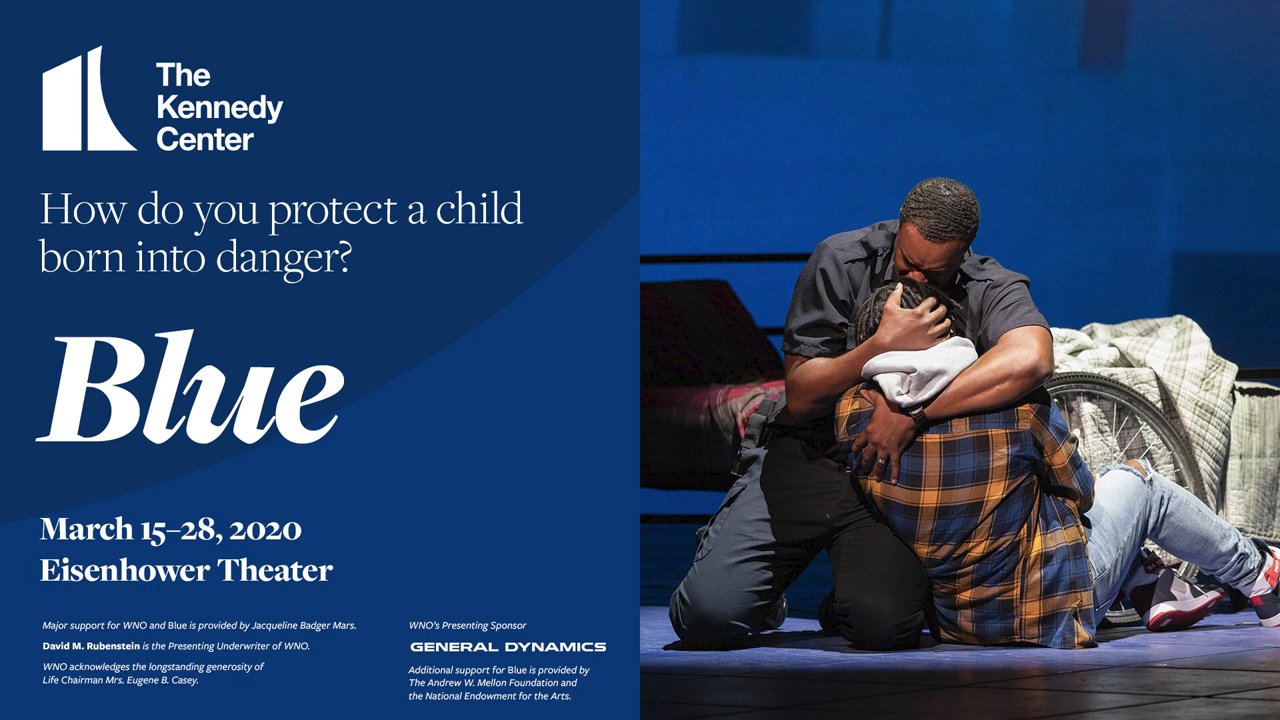 The
Kennedy
Center
How do you protect a child
born into danger?
Blue
March 15–28, 2020
Eisenhower Theater
Major support for WNO and Blue is provided by Jacqueline Badger Mars.
David M. Rubenstein is the Presenting Underwriter of WNO.
WNO acknowledges the longstanding generosity of
Life Chairman Mrs. Eugene B. Casey.
WNO's Presenting Sponsor
GENERAL DYNAMICS
Additional support for Blue is provided by
The Andrew W. Mellon Foundation and
the National Endowment for the Arts.